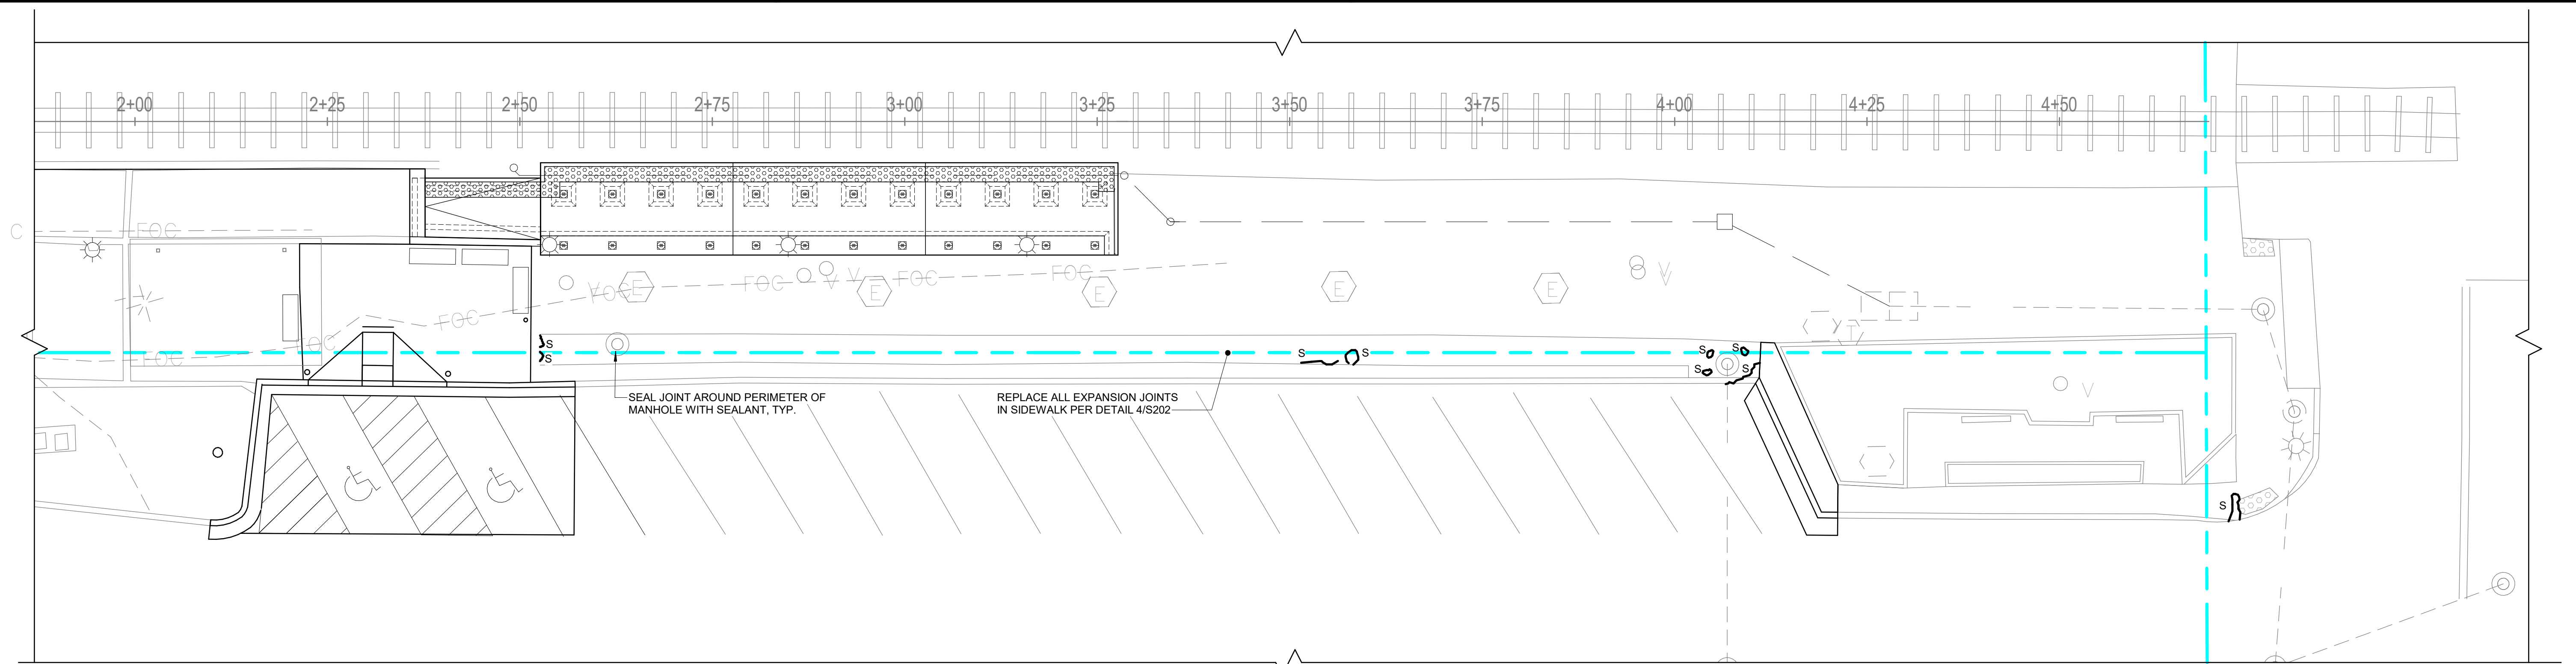 2+00 2+25 2+50 2+75 3+00 3+25 3+50 3+75 4+00 4+25 4+50
C FOC
FOC V V FOC FOC
E E E E E V V
FOC
FOC
FOC
T
S S
S S
S S
S S
SEAL JOINT AROUND PERIMETER OF
MANHOLE WITH SEALANT, TYP.
REPLACE ALL EXPANSION JOINTS
IN SIDEWALK PER DETAIL 4/S202
V
S